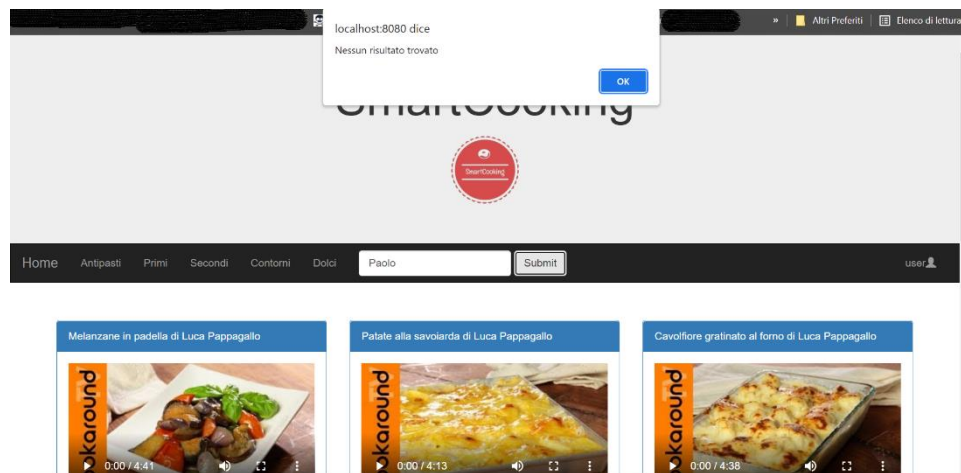 » Altri Preferiti Elenco di lettura
localhost:8080 dice
Nessun risultato trovato
OK
SmartCooking
SmartCooking
Home Antipasti Primi Secondi Contorni Dolci Paolo Submit user
Melanzane in padella di Luca Pappagallo
Patate alla savoiarda di Luca Pappagallo
Cavolfiore gratinato al forno di Luca Pappagallo
okaround
okaround
okaround
0:00 / 4:41
0:00 / 4:13
0:00 / 4:38